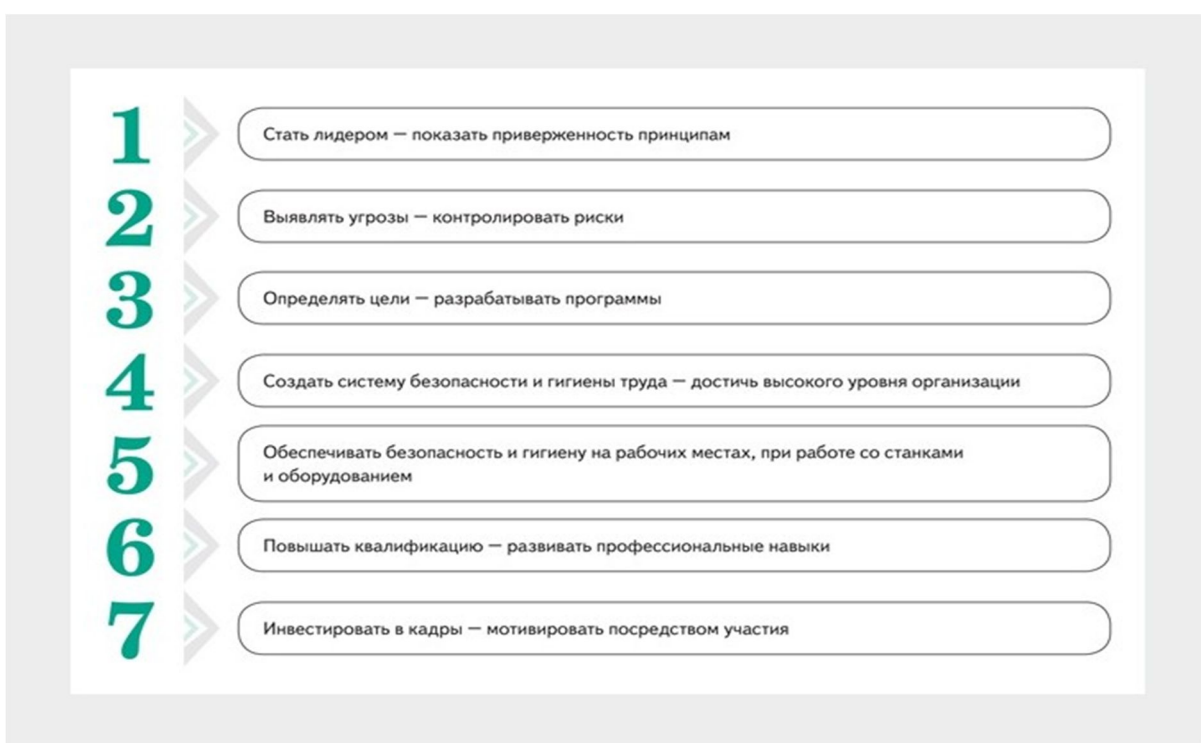 1 Стать лидером — показать приверженность принципам
2 Выявлять угрозы — контролировать риски
3 Определять цели — разрабатывать программы
4 Создать систему безопасности и гигиены труда — достичь высокого уровня организации
5 Обеспечивать безопасность и гигиену на рабочих местах, при работе со станками
и оборудованием
6 Повышать квалификацию — развивать профессиональные навыки
7 Инвестировать в кадры — мотивировать посредством участия